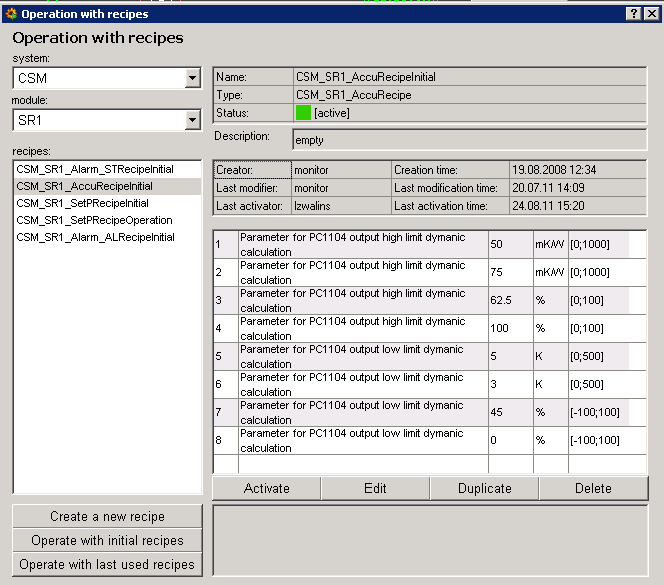 Operation with recipes
Operation with recipes
system:
CSM
module:
SR1
recipes:
CSM_SR1_Alarm_STRecipeInitial
CSM_SR1_AccuRecipeInitial
CSM_SR1_SetPRecipeInitial
CSM_SR1_SetPRecipeOperation
CSM_SR1_Alarm_ALRecipeInitial
Create a new recipe
Operate with initial recipes
Operate with last used recipes
Name: CSM_SR1_AccuRecipeInitial
Type: CSM_SR1_AccuRecipe
Status: [active]
Description: empty
Creator: monitor Creation time: 19.08.2008 12:34
Last modifier: monitor Last modification time: 20.07.11 14:09
Last activator: lzwalins Last activation time: 24.08.11 15:20
1 Parameter for PC1104 output high limit dymanic 50 mK/W [0;1000]
calculation
2 Parameter for PC1104 output high limit dymanic 75 mK/W [0;1000]
calculation
3 Parameter for PC1104 output high limit dymanic 62.5 % [0;100]
calculation
4 Parameter for PC1104 output high limit dymanic 100 % [0;100]
calculation
5 Parameter for PC1104 output low limit dymanic 5 K [0;500]
calculation
6 Parameter for PC1104 output low limit dymanic 3 K [0;500]
calculation
7 Parameter for PC1104 output low limit dymanic 45 % [-100;100]
calculation
8 Parameter for PC1104 output low limit dymanic 0 % [-100;100]
calculation
Activate Edit Duplicate Delete